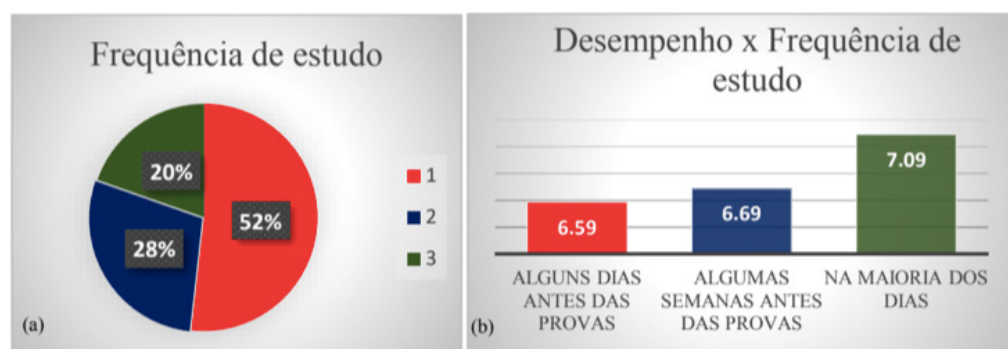 Frequência de estudo
20%
52%
28%
1
2
3
(a)
Desempenho x Frequência de
estudo
6.59
6.69
7.09
ALGUNS DIAS
ANTES DAS
PROVAS
ALGUMAS
SEMANAS ANTES
DAS PROVAS
NA MAIORIA DOS
DIAS
(b)